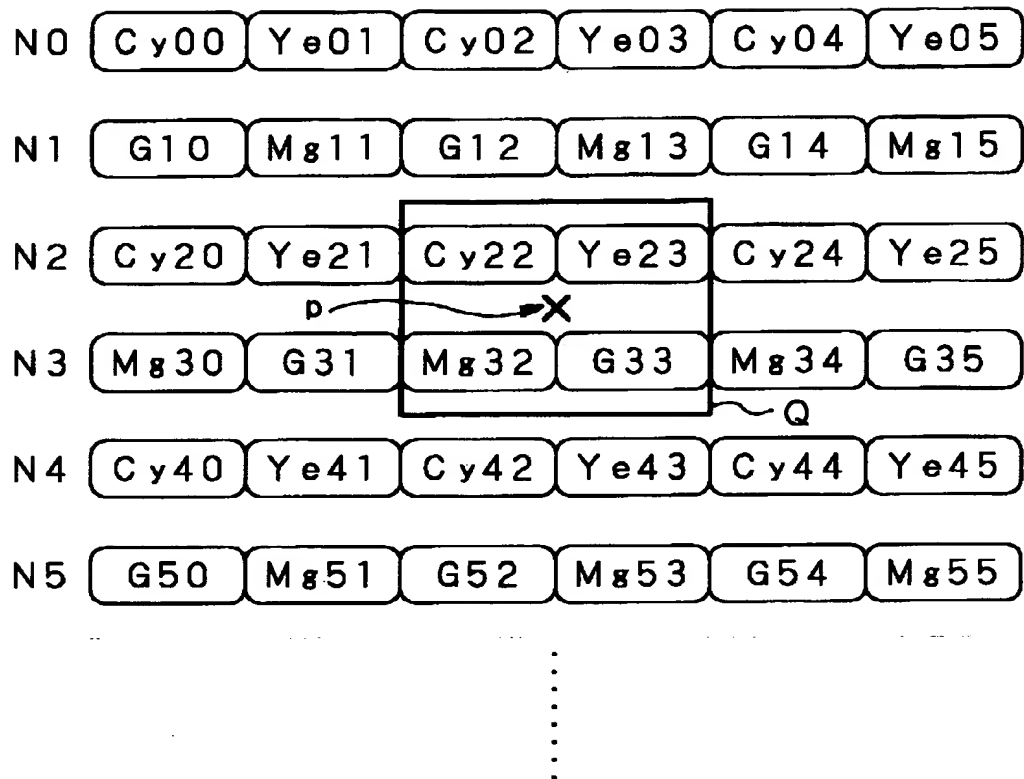 N0 Cy00 Ye01 Cy02 Ye03 Cy04 Ye05
N1 G10 Mg11 G12 Mg13 G14 Mg15
N2 Cy20 Ye21 Cy22 Ye23 Cy24 Ye25
p
N3 Mg30 G31 Mg32 G33 Mg34 G35
Q
N4 Cy40 Ye41 Cy42 Ye43 Cy44 Ye45
N5 G50 Mg51 G52 Mg53 G54 Mg55